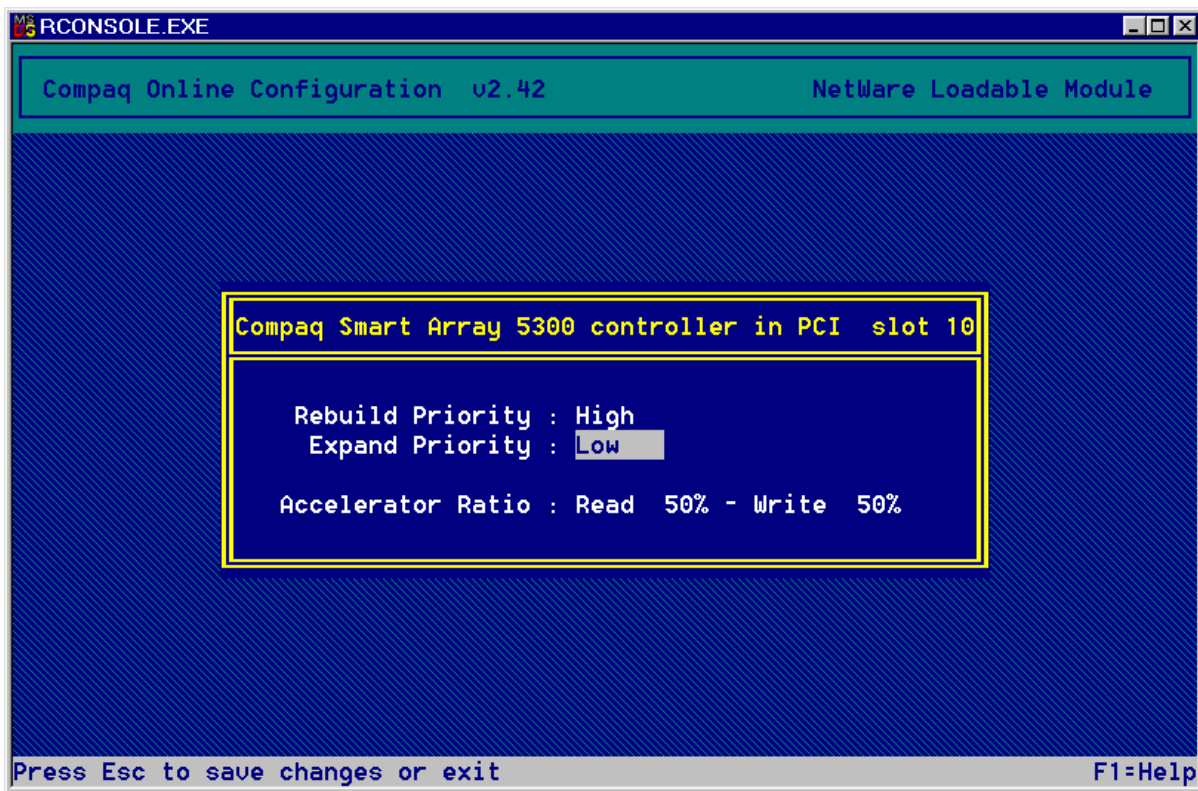 RCONSOLE.EXE
Compaq Online Configuration v2.42 NetWare Loadable Module
Compaq Smart Array 5300 controller in PCI slot 10
Rebuild Priority : High
Expand Priority : Low
Accelerator Ratio : Read 50% - Write 50%
Press Esc to save changes or exit F1=Help